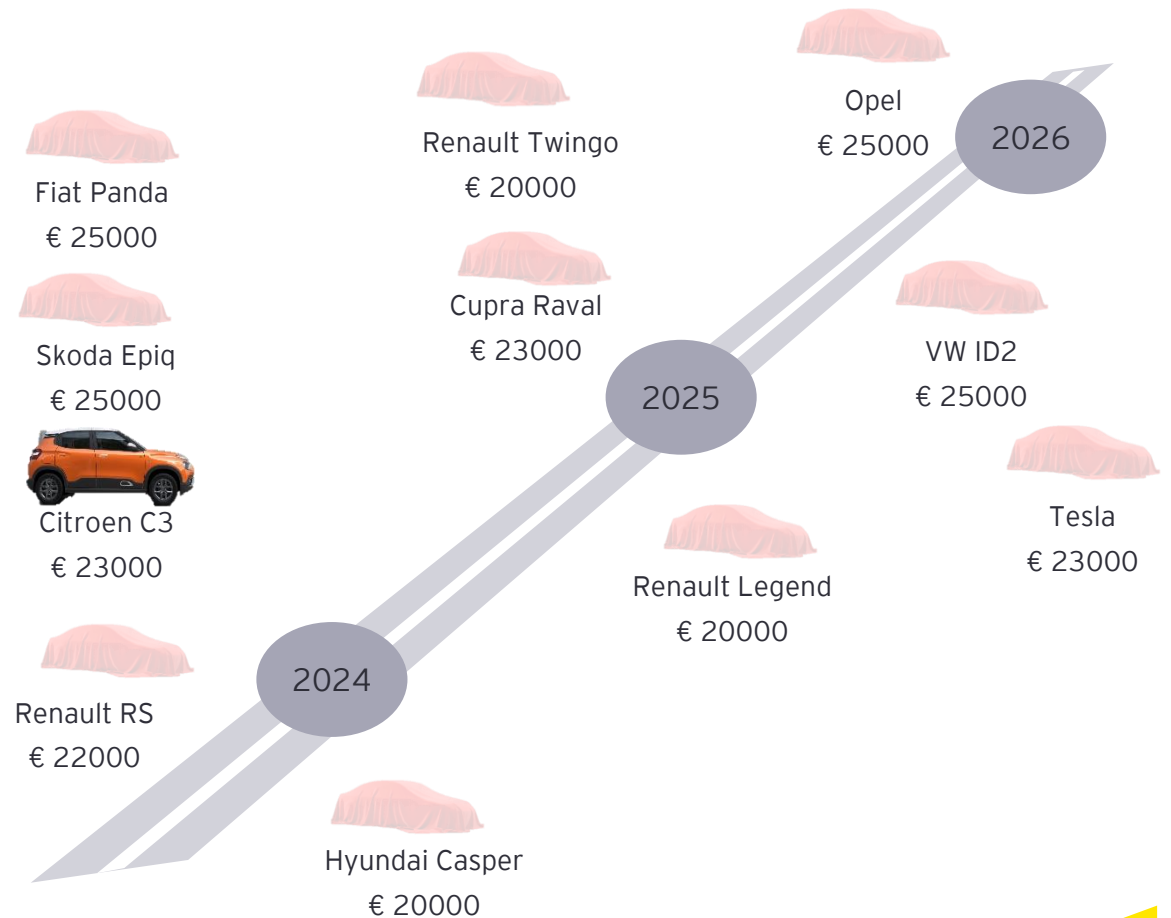 Opel
€ 25000
2026
Renault Twingo
€ 20000
Fiat Panda
€ 25000
Cupra Raval
€ 23000
Skoda Epiq
€ 25000
VW ID2
€ 25000
2025
Citroen C3
€ 23000
Tesla
€ 23000
Renault Legend
€ 20000
2024
Renault RS
€ 22000
Hyundai Casper
€ 20000